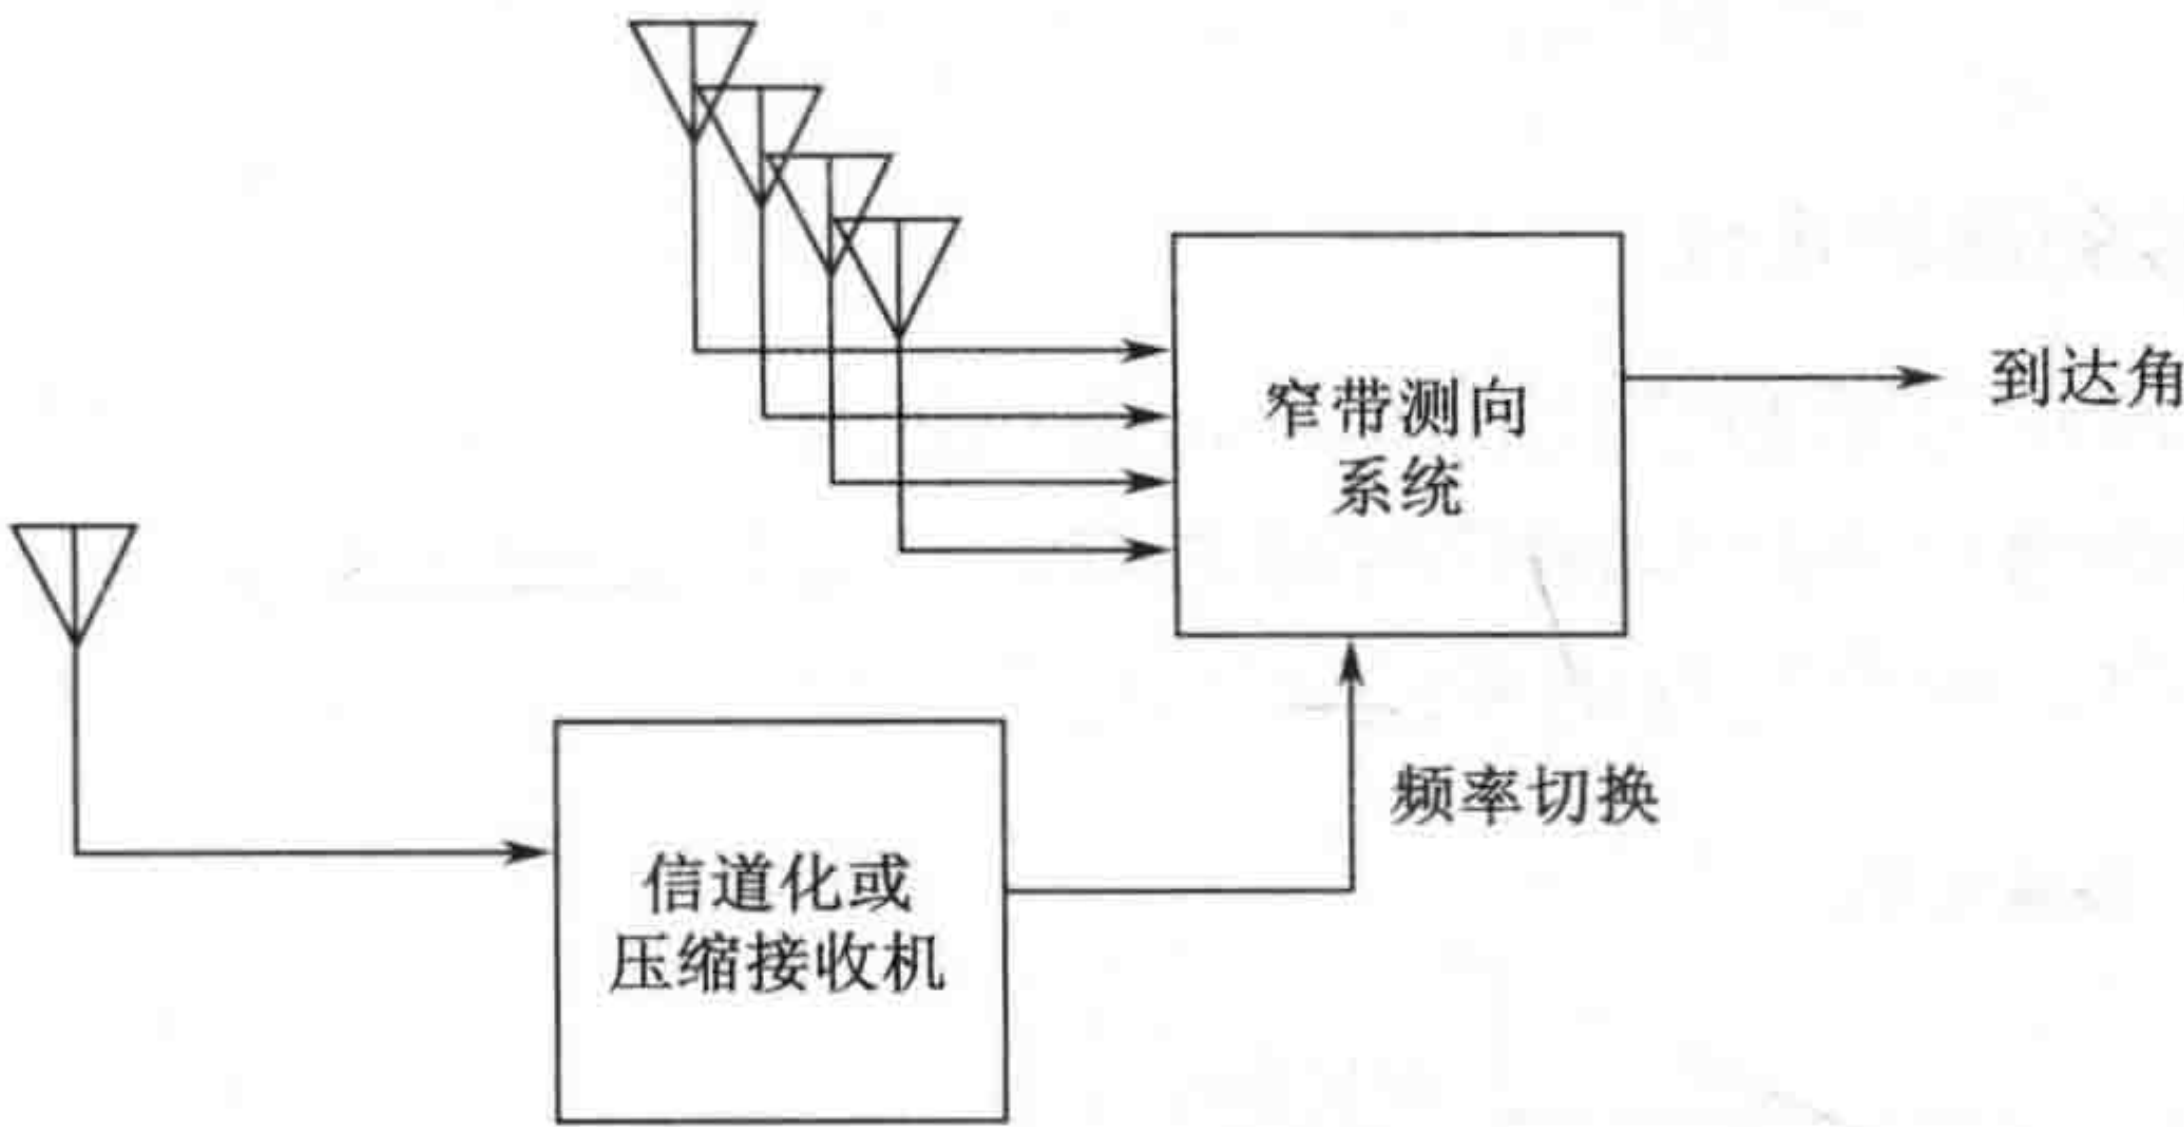 窄带测向
系统
到达角
频率切换
信道化或
压缩接收机